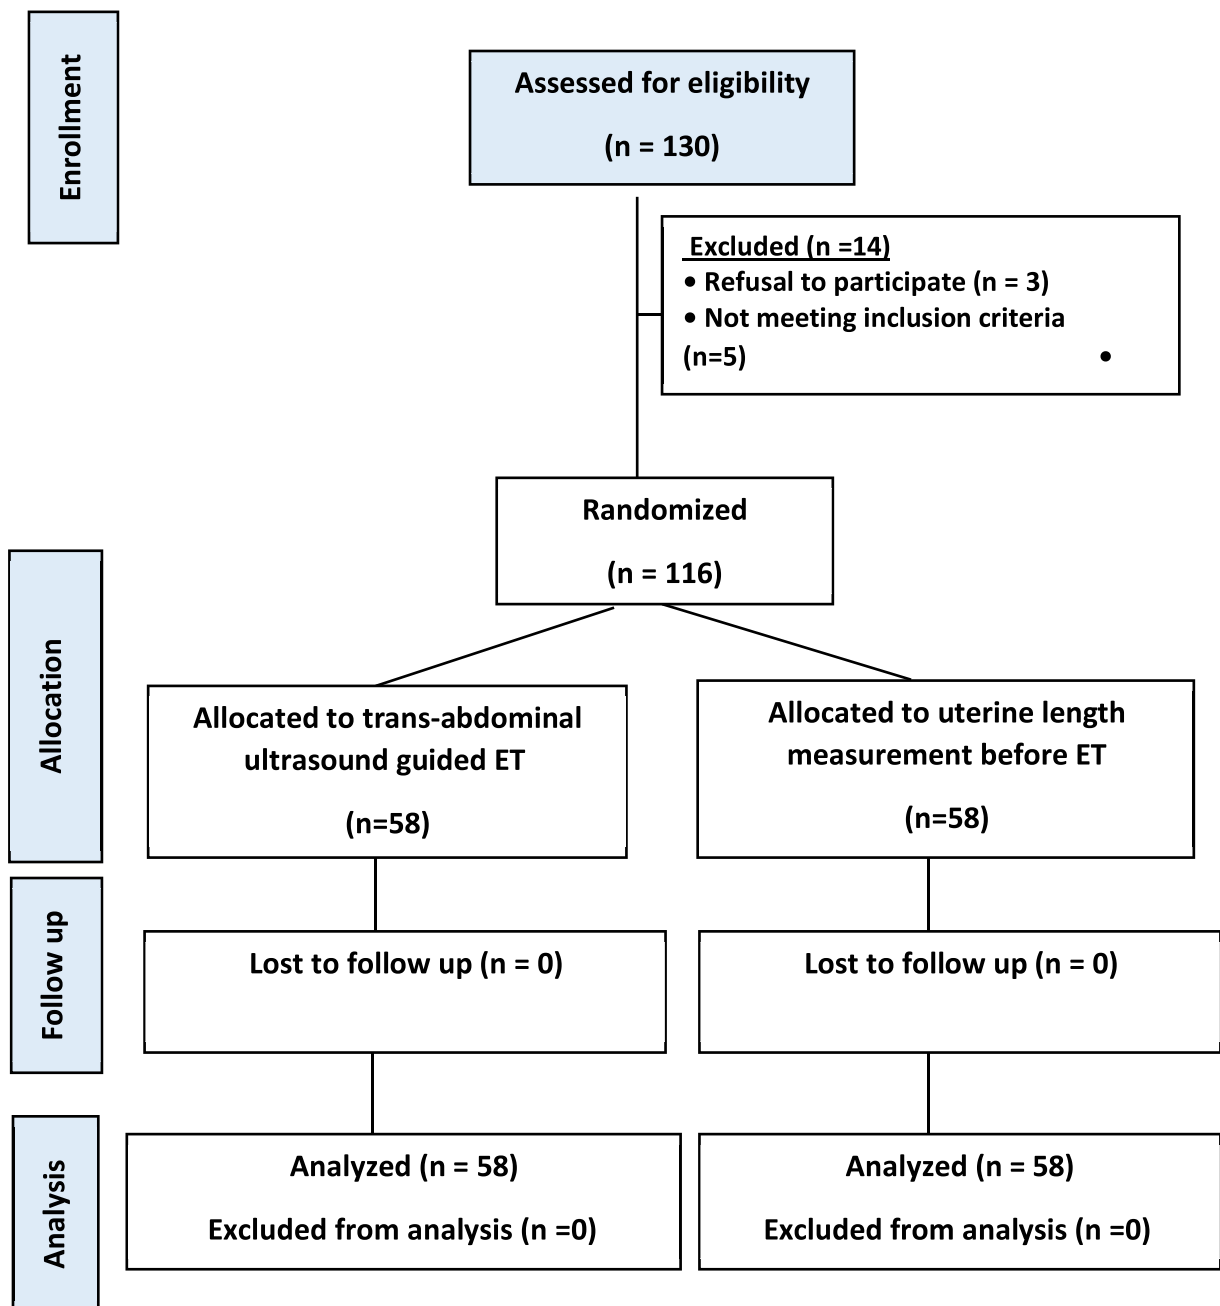 Enrollment
Assessed for eligibility
(n = 130)
Excluded (n =14)
• Refusal to participate (n = 3)
• Not meeting inclusion criteria
(n=5) •
Randomized
(n = 116)
Allocation
Allocated to trans-abdominal
ultrasound guided ET
(n=58)
Allocated to uterine length
measurement before ET
(n=58)
Follow up
Lost to follow up (n = 0)
Lost to follow up (n = 0)
Analysis
Analyzed (n = 58)
Excluded from analysis (n =0)
Analyzed (n = 58)
Excluded from analysis (n =0)